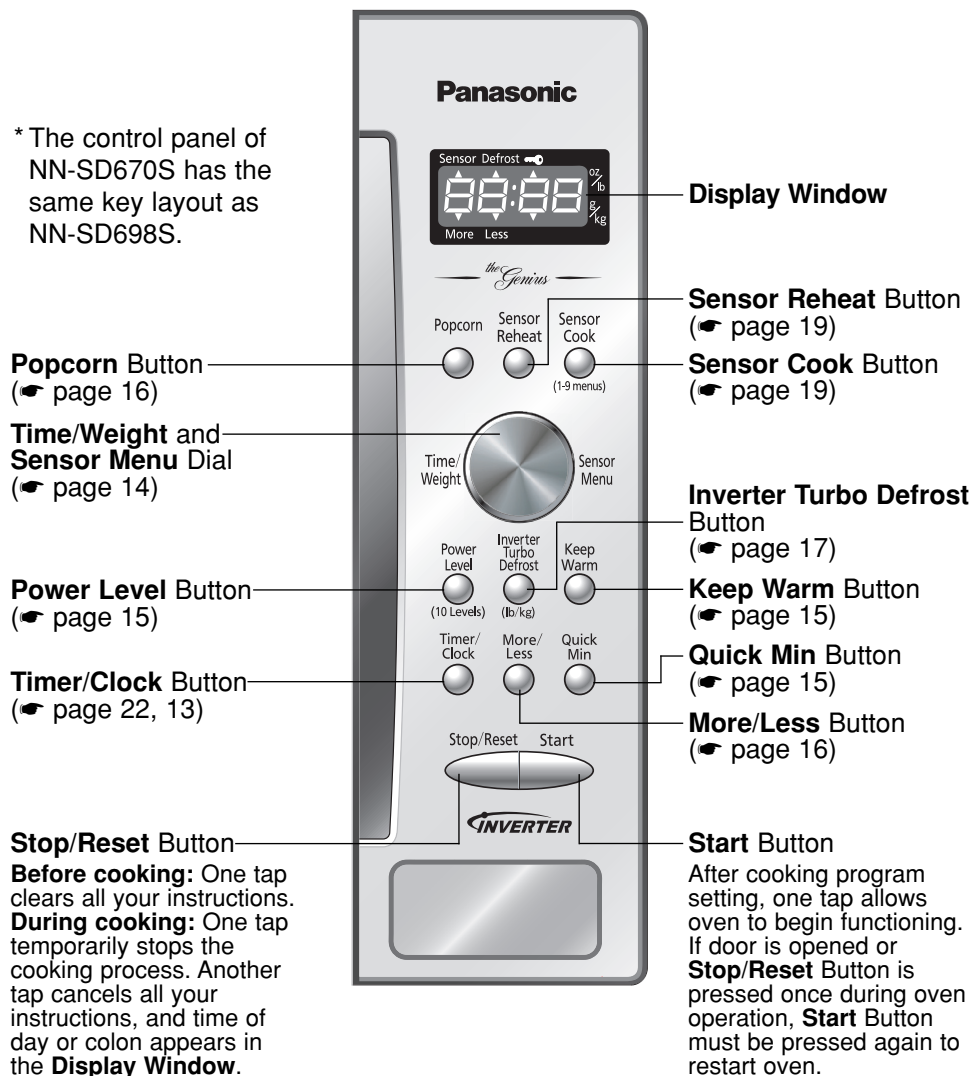 * The control panel of
NN-SD670S has the
same key layout as
NN-SD698S.
Panasonic
Sensor Defrost
oz/lb
88:88
g/kg
More Less
the Genius
Popcorn
Sensor
Reheat
Sensor
Cook
(1-9 menus)
Time/
Weight
Sensor
Menu
Power
Level
(10 Levels)
Inverter
Turbo
Defrost
(lb/kg)
Keep
Warm
Timer/
Clock
More/
Less
Quick
Min
Stop/Reset
Start
INVERTER
Popcorn Button
(☛ page 16)
Time/Weight and
Sensor Menu Dial
(☛ page 14)
Power Level Button
(☛ page 15)
Timer/Clock Button
(☛ page 22, 13)
Stop/Reset Button
Before cooking: One tap
clears all your instructions.
During cooking: One tap
temporarily stops the
cooking process. Another
tap cancels all your
instructions, and time of
day or colon appears in
the Display Window.
Display Window
Sensor Reheat Button
(☛ page 19)
Sensor Cook Button
(☛ page 19)
Inverter Turbo Defrost
Button
(☛ page 17)
Keep Warm Button
(☛ page 15)
Quick Min Button
(☛ page 15)
More/Less Button
(☛ page 16)
Start Button
After cooking program
setting, one tap allows
oven to begin functioning.
If door is opened or
Stop/Reset Button is
pressed once during oven
operation, Start Button
must be pressed again to
restart oven.